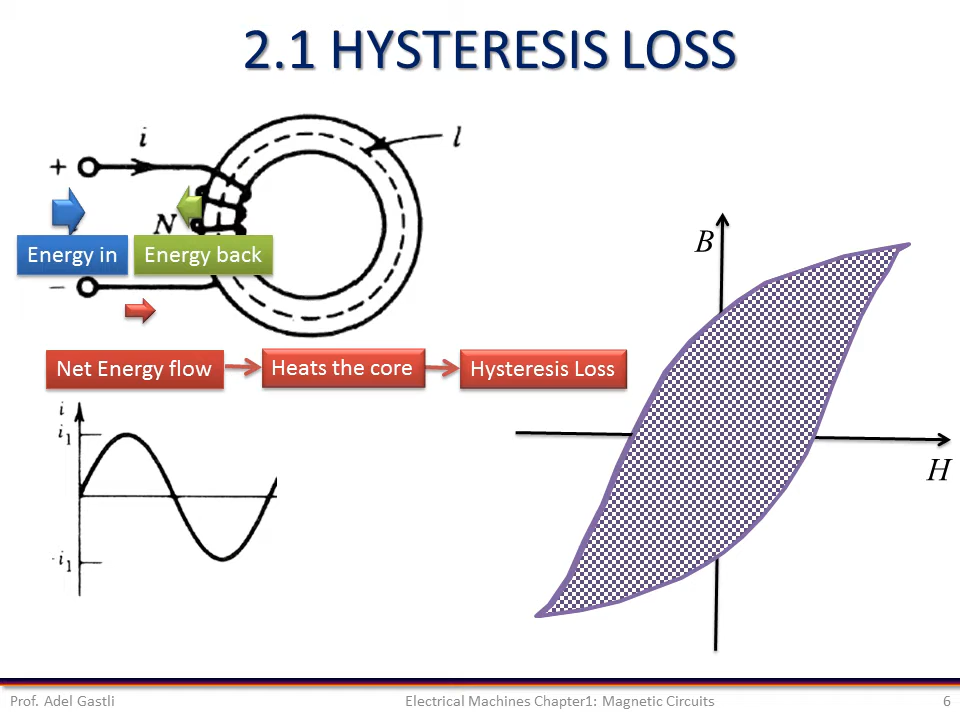 2.1 HYSTERESIS LOSS
i
l
+
N
Energy in
Energy back
−
B
Net Energy flow
Heats the core
Hysteresis Loss
i
i₁
H
-i₁
Prof. Adel Gastli
Electrical Machines Chapter1: Magnetic Circuits
6